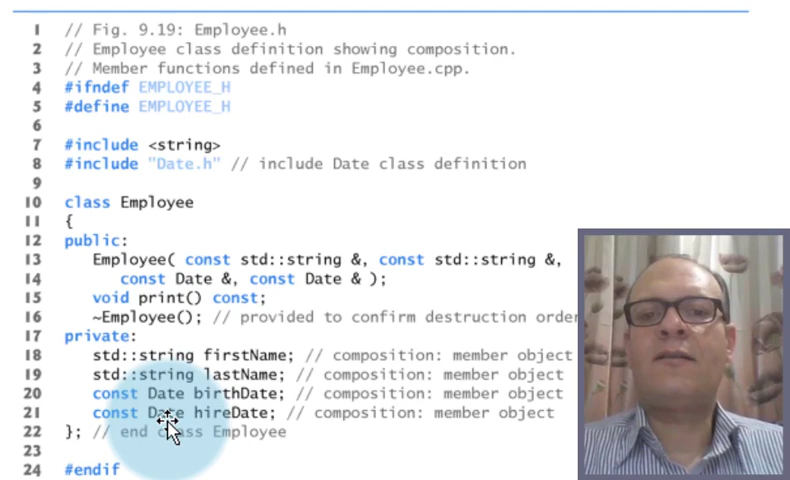 1 // Fig. 9.19: Employee.h
2 // Employee class definition showing composition.
3 // Member functions defined in Employee.cpp.
4 #ifndef EMPLOYEE_H
5 #define EMPLOYEE_H
6
7 #include <string>
8 #include "Date.h" // include Date class definition
9
10 class Employee
11 {
12 public:
13 Employee( const std::string &, const std::string &,
14 const Date &, const Date & );
15 void print() const;
16 ~Employee(); // provided to confirm destruction order
17 private:
18 std::string firstName; // composition: member object
19 std::string lastName; // composition: member object
20 const Date birthDate; // composition: member object
21 const Date hireDate; // composition: member object
22 }; // end class Employee
23
24 #endif